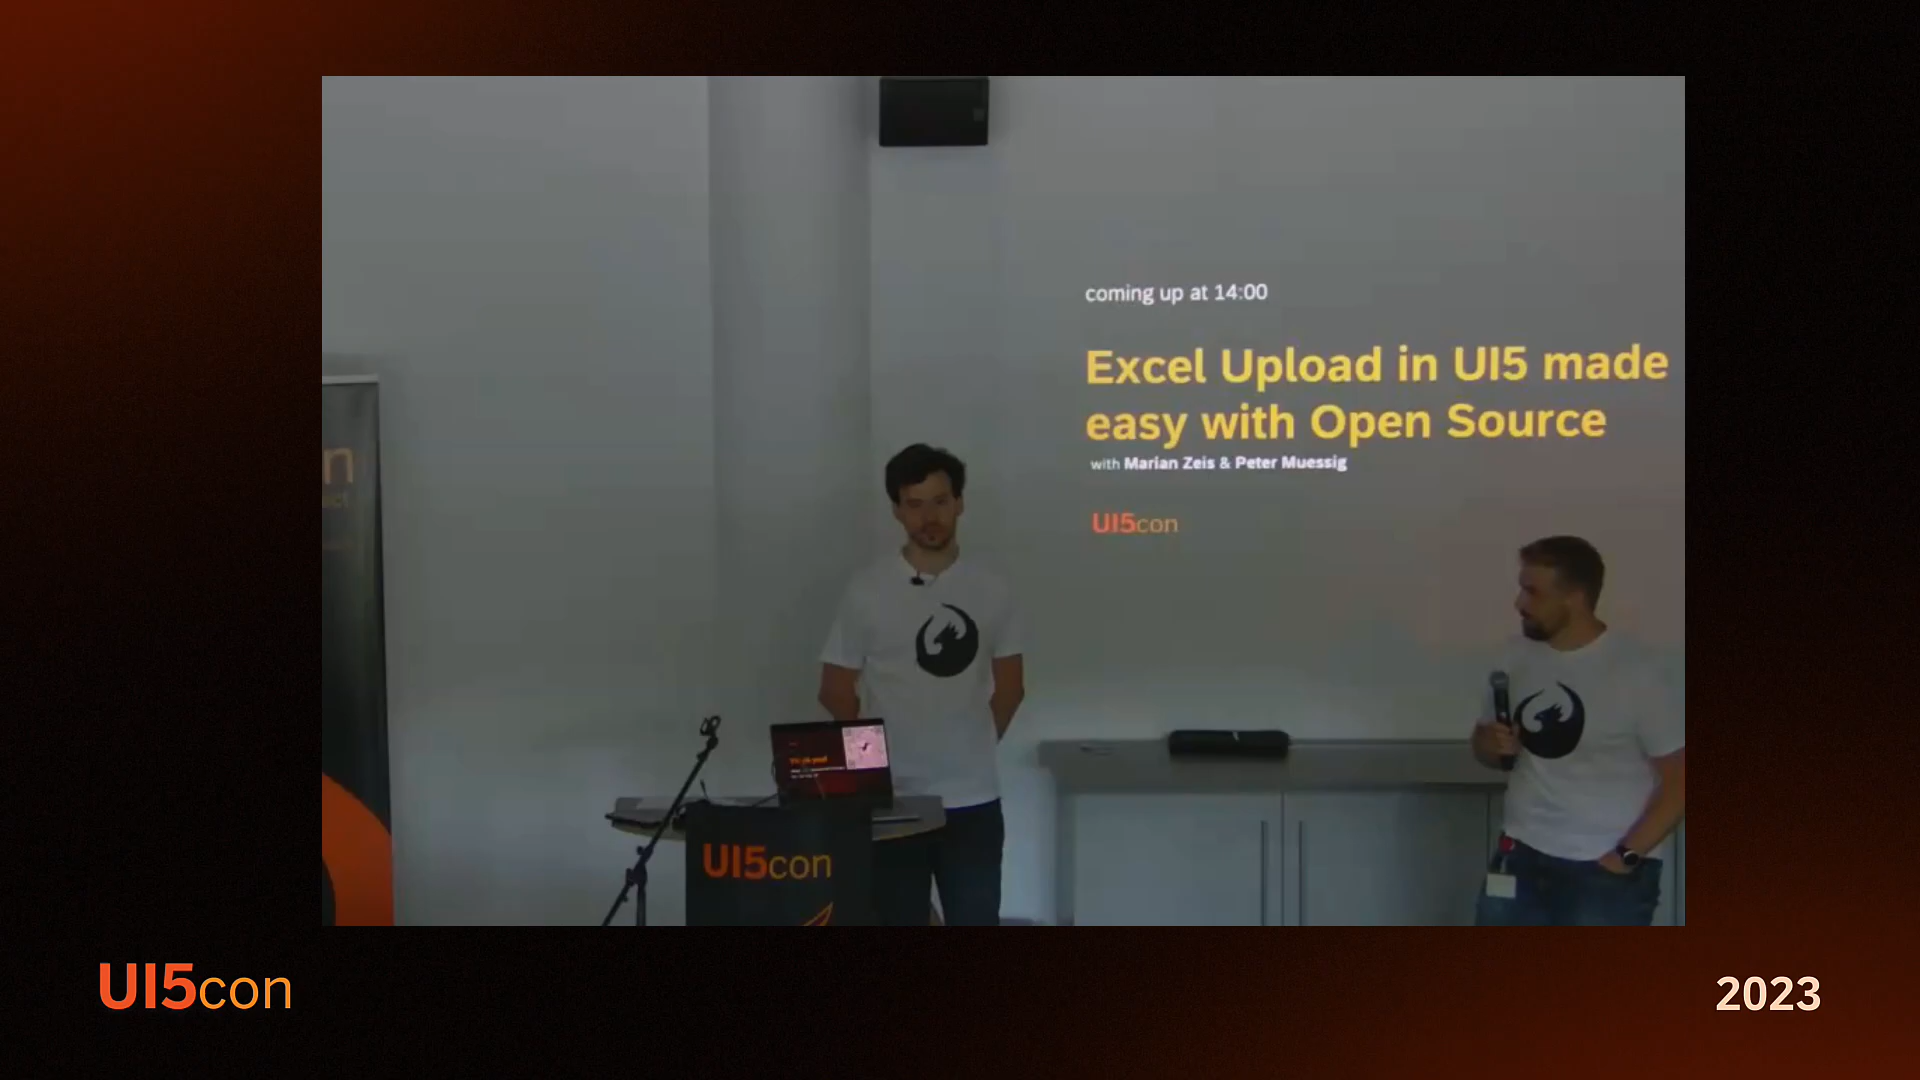 coming up at 14:00
Excel Upload in UI5 made
easy with Open Source
with Marian Zeis & Peter Muessig
UI5con
n
UI5con
UI5con
2023